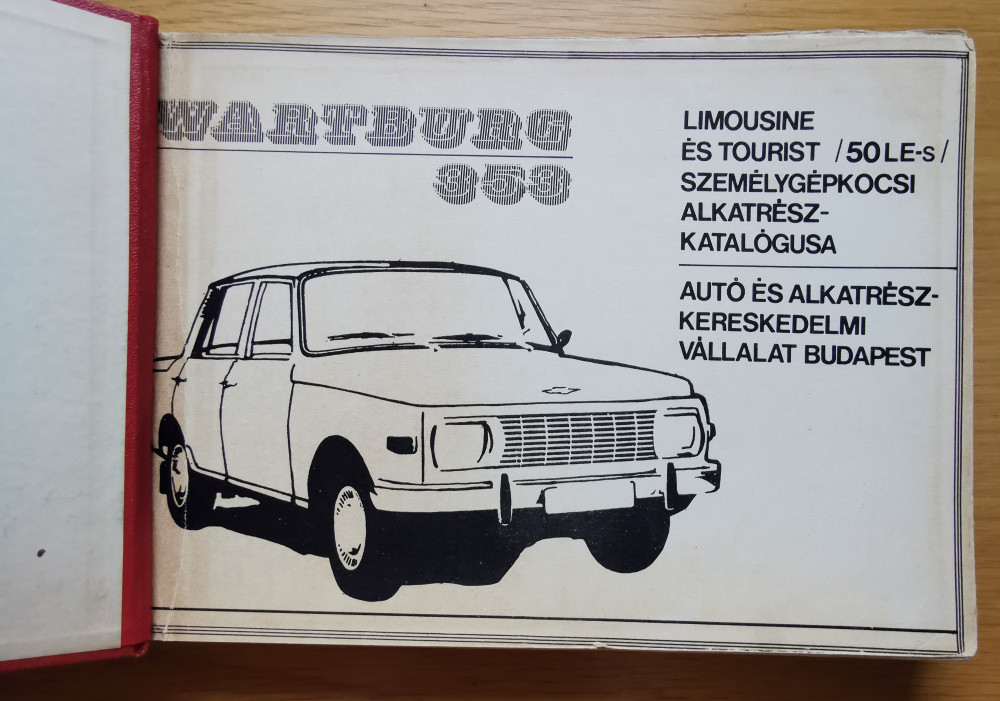 WARTBURG
353
LIMOUSINE
ÉS TOURIST /50 LE-s/
SZEMÉLYGÉPKOCSI
ALKATRÉSZ-
KATALÓGUSA
AUTÓ ÉS ALKATRÉSZ-
KERESKEDELMI
VÁLLALAT BUDAPEST